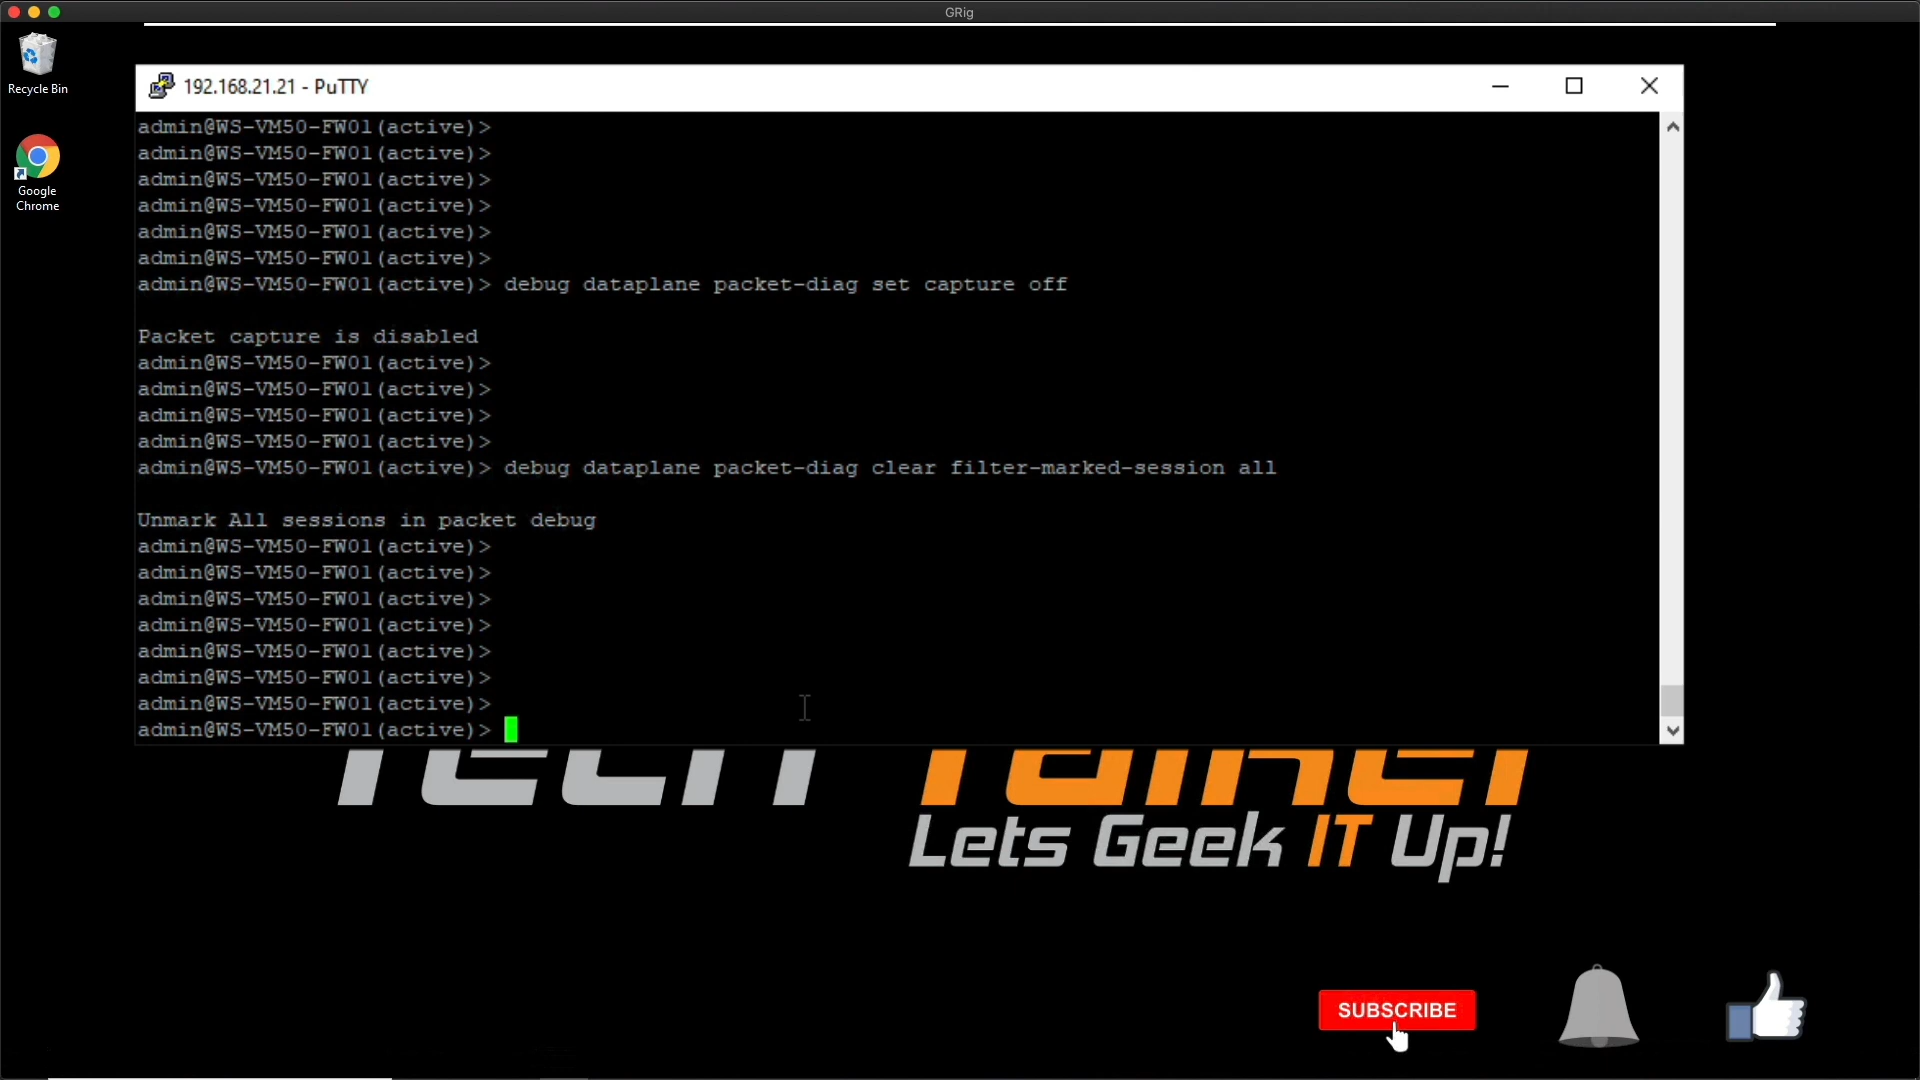 GRig
Recycle Bin
Google
Chrome
192.168.21.21 - PuTTY
admin@WS-VM50-FW01(active)>
admin@WS-VM50-FW01(active)>
admin@WS-VM50-FW01(active)>
admin@WS-VM50-FW01(active)>
admin@WS-VM50-FW01(active)>
admin@WS-VM50-FW01(active)>
admin@WS-VM50-FW01(active)> debug dataplane packet-diag set capture off
Packet capture is disabled
admin@WS-VM50-FW01(active)>
admin@WS-VM50-FW01(active)>
admin@WS-VM50-FW01(active)>
admin@WS-VM50-FW01(active)>
admin@WS-VM50-FW01(active)> debug dataplane packet-diag clear filter-marked-session all
Unmark All sessions in packet debug
admin@WS-VM50-FW01(active)>
admin@WS-VM50-FW01(active)>
admin@WS-VM50-FW01(active)>
admin@WS-VM50-FW01(active)>
admin@WS-VM50-FW01(active)>
admin@WS-VM50-FW01(active)>
admin@WS-VM50-FW01(active)>
admin@WS-VM50-FW01(active)>
Lets Geek IT Up!
SUBSCRIBE